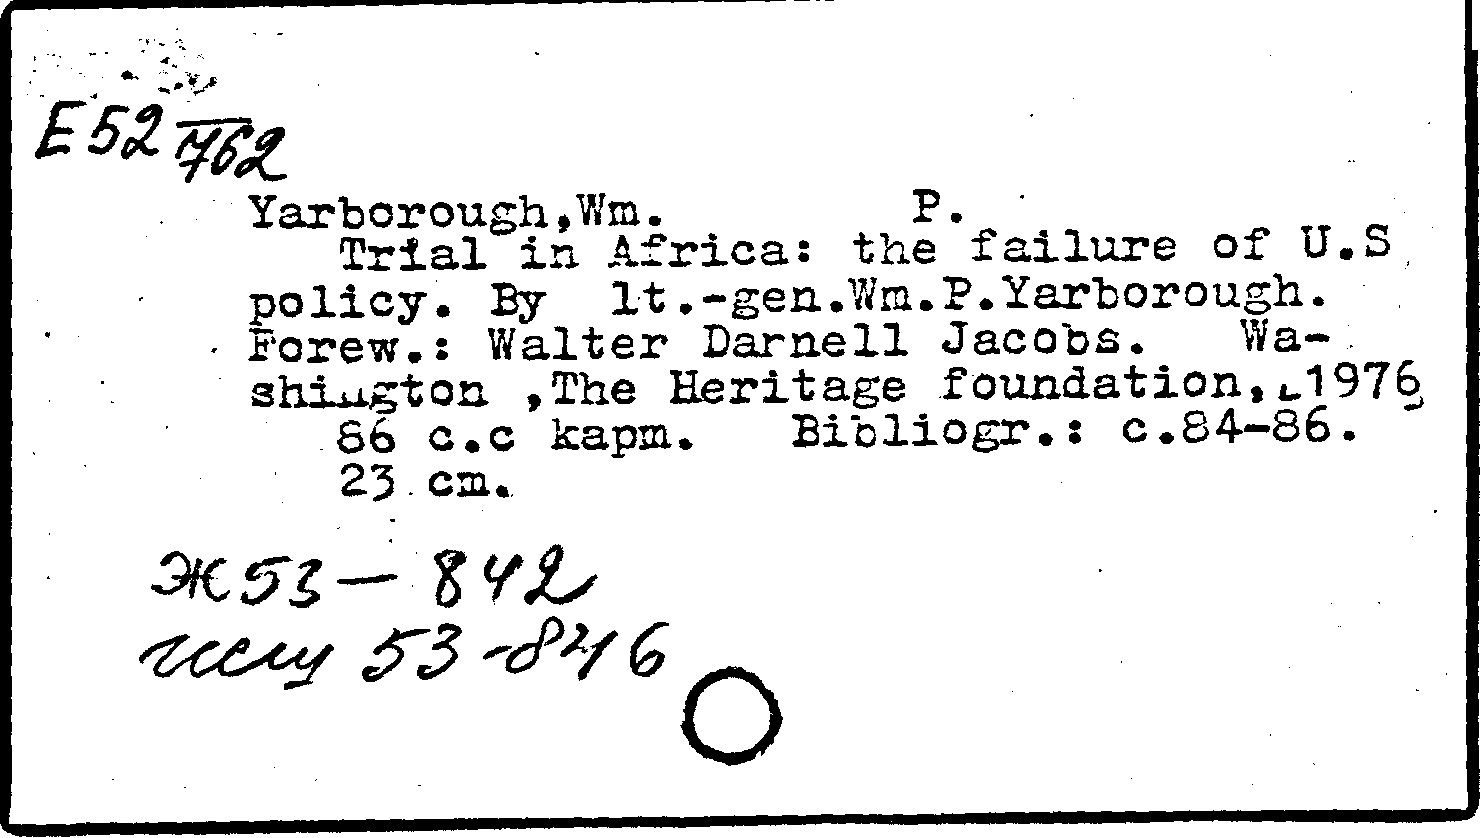 E52 762
Yarborough,Wm. P.
Trial in Africa: the failure of U.S
policy. By lt.-gen.Wm.P.Yarborough.
Forew.: Walter Darnell Jacobs. Wa-
shington ,The Heritage foundation, 1976
86 c.c kapm. Bibliogr.: c.84-86.
23 cm.
Ж53 — 842
53-846